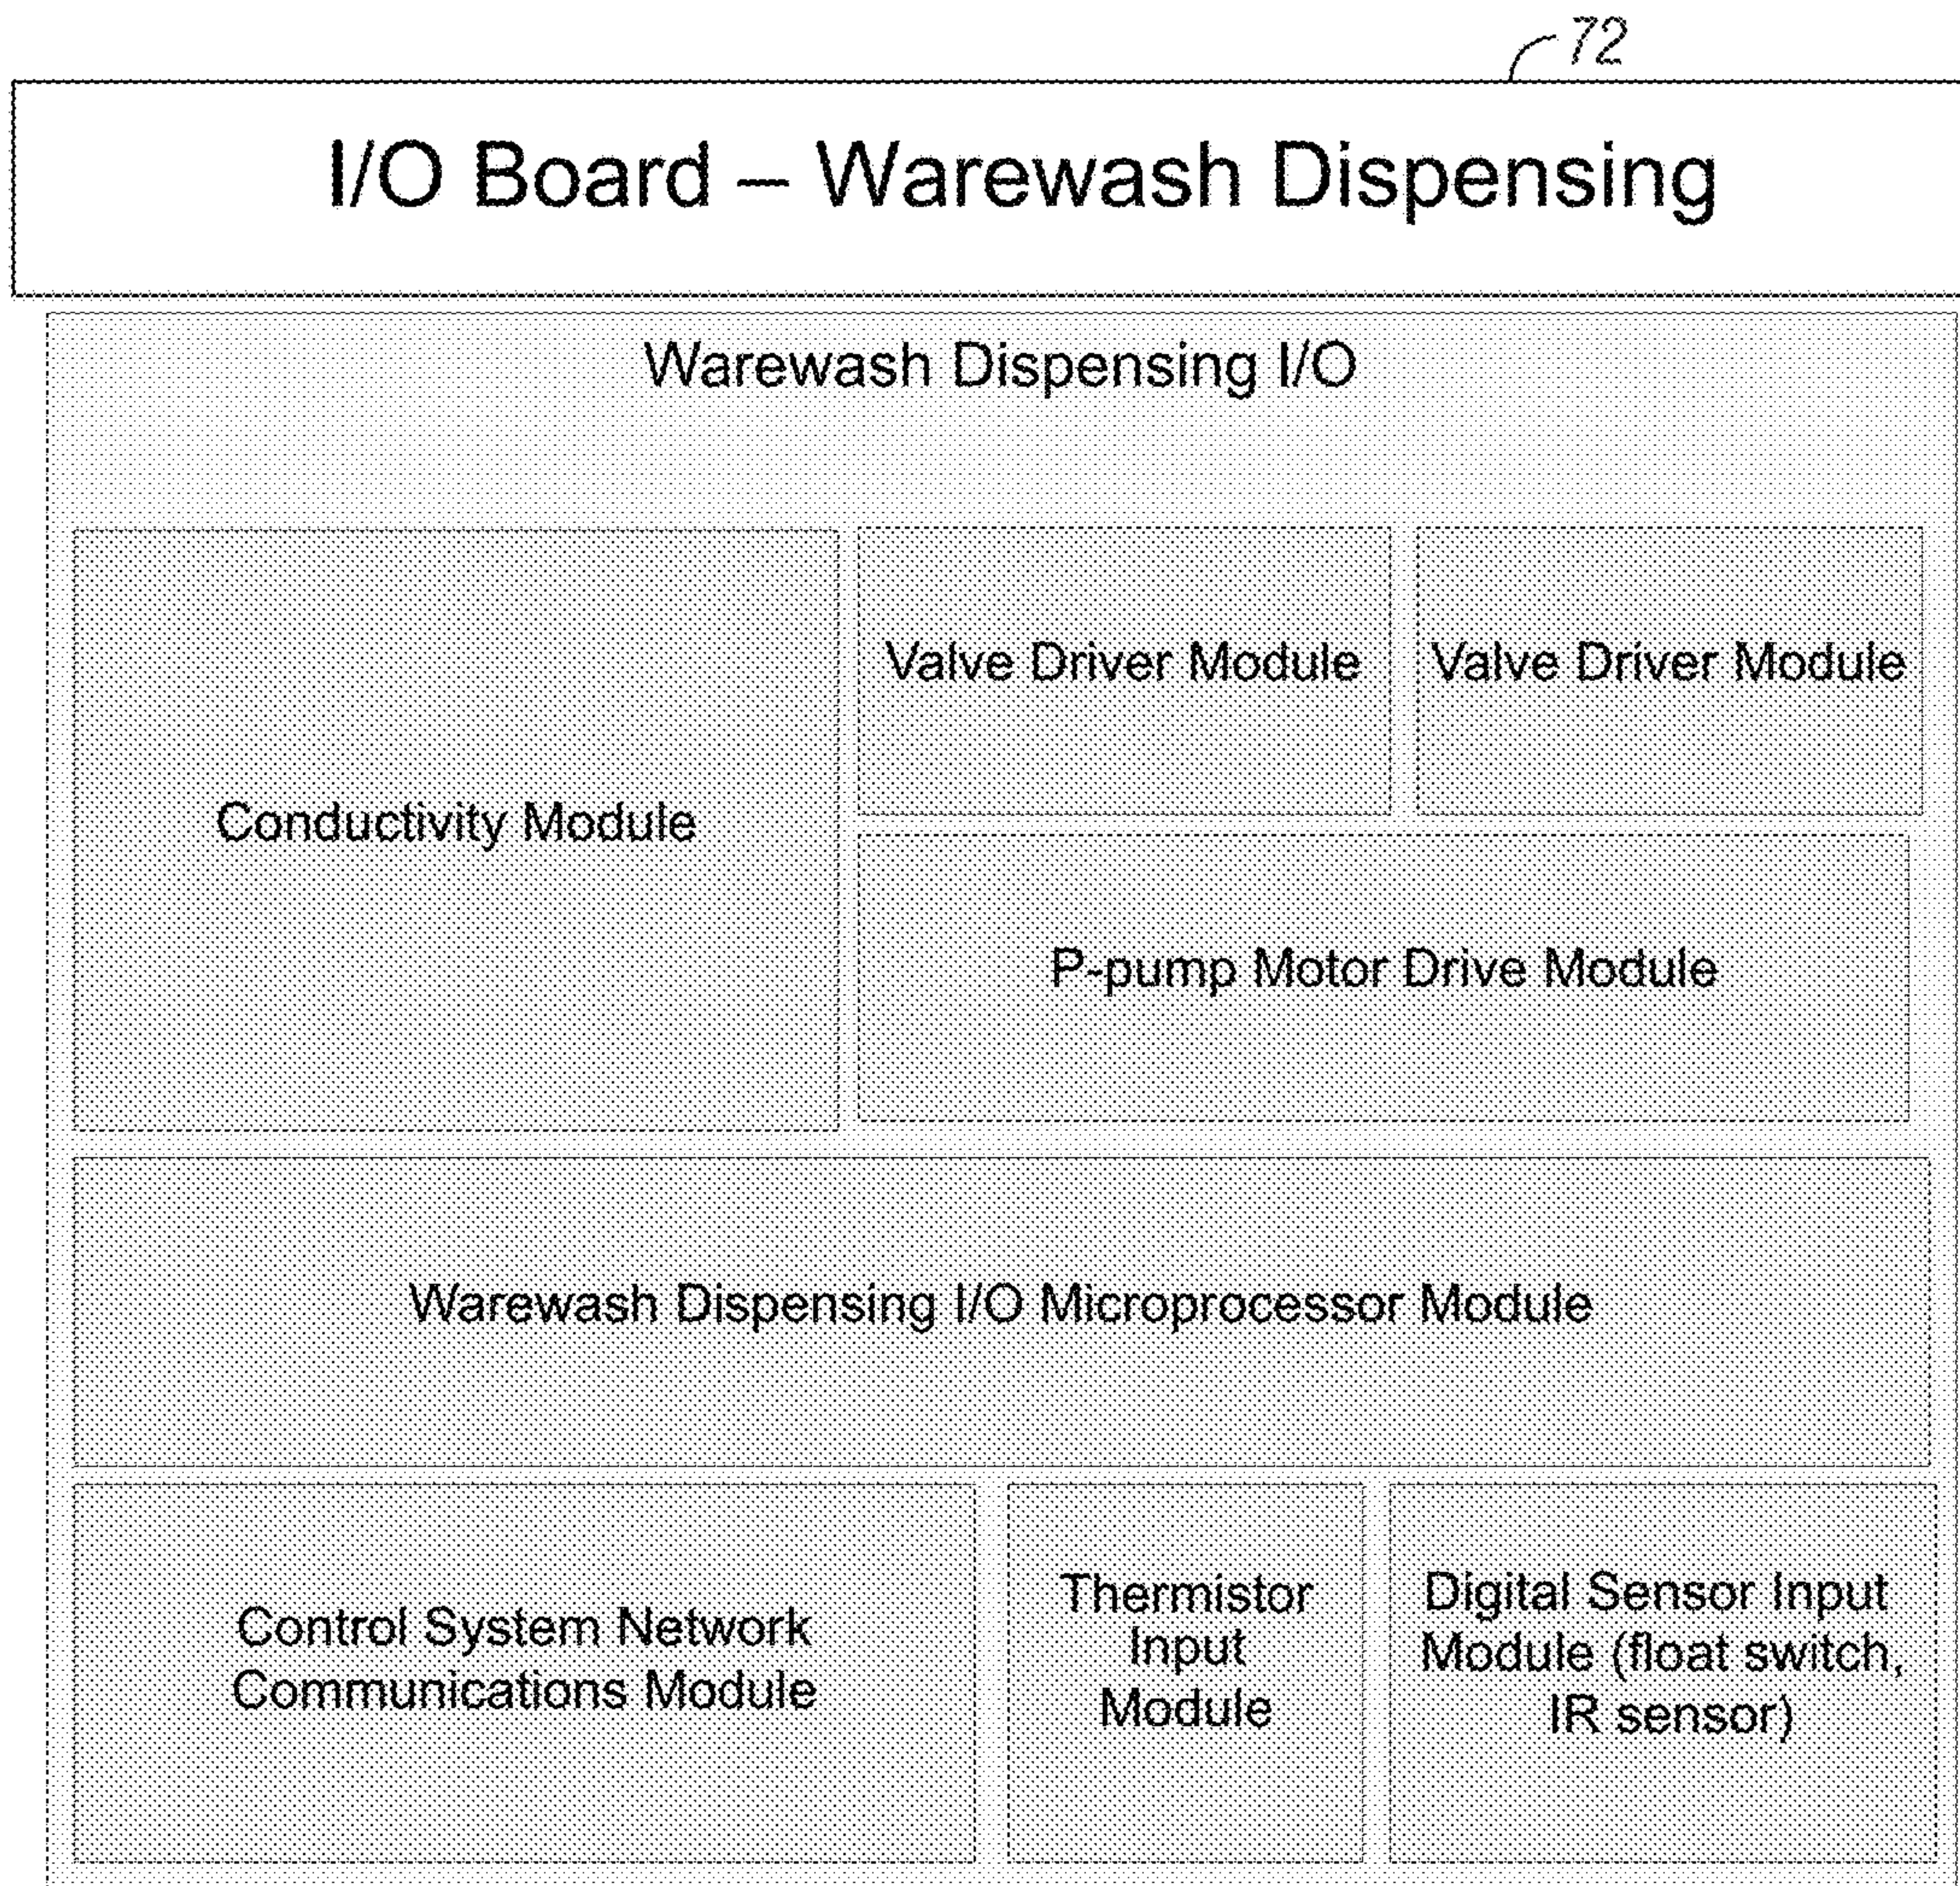 72
I/O Board – Warewash Dispensing
Warewash Dispensing I/O
Conductivity Module
Valve Driver Module
Valve Driver Module
P-pump Motor Drive Module
Warewash Dispensing I/O Microprocessor Module
Control System Network
Communications Module
Thermistor
Input
Module
Digital Sensor Input
Module (float switch,
IR sensor)